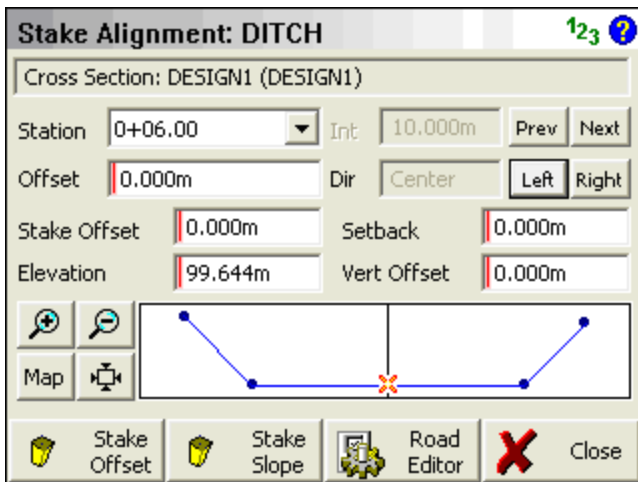 Stake Alignment: DITCH 123 ?
Cross Section: DESIGN1 (DESIGN1)
Station 0+06.00 Int 10.000m Prev Next
Offset 0.000m Dir Center Left Right
Stake Offset 0.000m Setback 0.000m
Elevation 99.644m Vert Offset 0.000m
Map
Stake Offset Stake Slope Road Editor Close